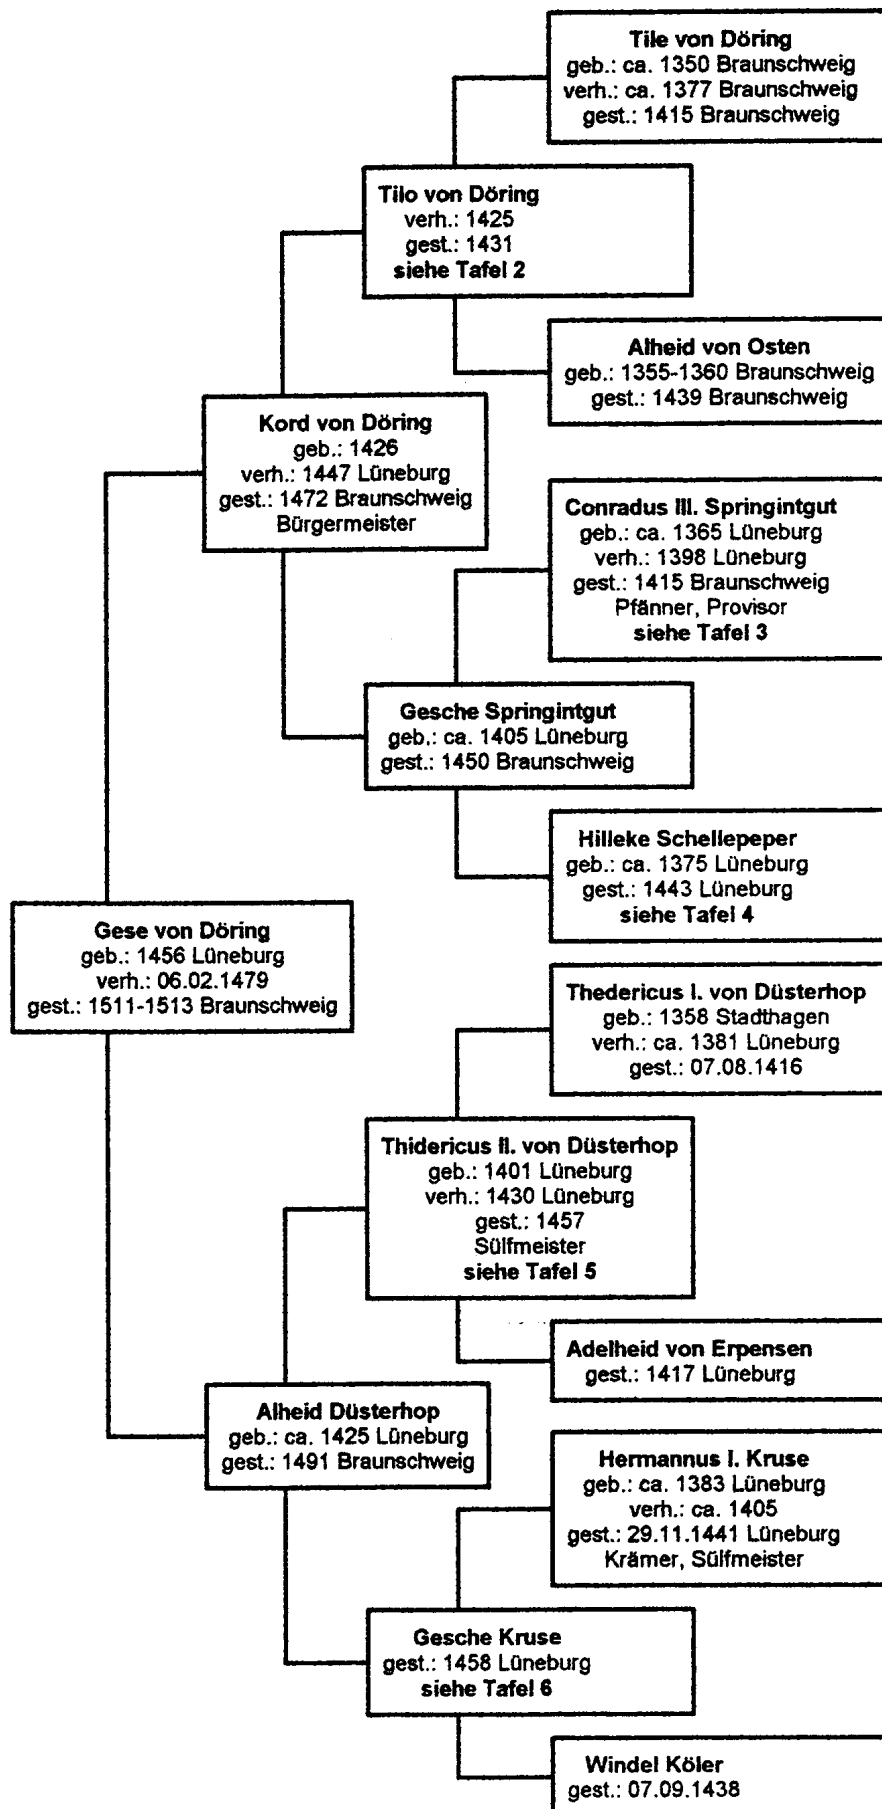 Tile von Döring
geb.: ca. 1350 Braunschweig
verh.: ca. 1377 Braunschweig
gest.: 1415 Braunschweig
Tilo von Döring
verh.: 1425
gest.: 1431
siehe Tafel 2
Alheid von Osten
geb.: 1355-1360 Braunschweig
gest.: 1439 Braunschweig
Kord von Döring
geb.: 1426
verh.: 1447 Lüneburg
gest.: 1472 Braunschweig
Bürgermeister
Conradus III. Springintgut
geb.: ca. 1365 Lüneburg
verh.: 1398 Lüneburg
gest.: 1415 Braunschweig
Pfänner, Provisor
siehe Tafel 3
Gesche Springintgut
geb.: ca. 1405 Lüneburg
gest.: 1450 Braunschweig
Hilleke Schellepeper
geb.: ca. 1375 Lüneburg
gest.: 1443 Lüneburg
siehe Tafel 4
Gese von Döring
geb.: 1456 Lüneburg
verh.: 06.02.1479
gest.: 1511-1513 Braunschweig
Thedericus I. von Düsterhop
geb.: 1358 Stadthagen
verh.: ca. 1381 Lüneburg
gest.: 07.08.1416
Thidericus II. von Düsterhop
geb.: 1401 Lüneburg
verh.: 1430 Lüneburg
gest.: 1457
Sülfmeister
siehe Tafel 5
Adelheid von Erpensen
gest.: 1417 Lüneburg
Alheid Düsterhop
geb.: ca. 1425 Lüneburg
gest.: 1491 Braunschweig
Hermannus I. Kruse
geb.: ca. 1383 Lüneburg
verh.: ca. 1405
gest.: 29.11.1441 Lüneburg
Krämer, Sülfmeister
Gesche Kruse
gest.: 1458 Lüneburg
siehe Tafel 6
Windel Köler
gest.: 07.09.1438